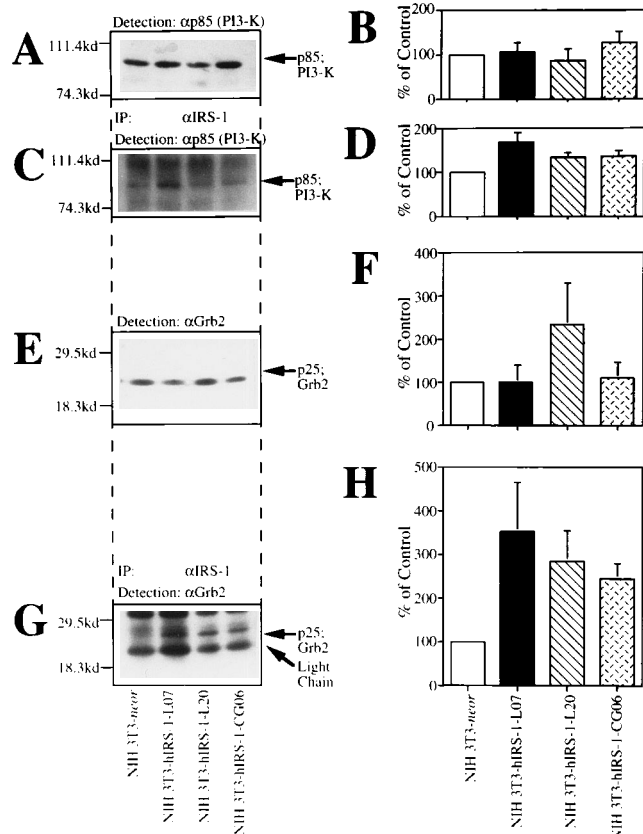 A
Detection: αp85 (PI3-K)
111.4kd
74.3kd
p85;
PI3-K
B
% of Control
200
100
0
C
IP: αIRS-1
Detection: αp85 (PI3-K)
111.4kd
74.3kd
p85;
PI3-K
D
% of Control
200
100
0
E
Detection: αGrb2
29.5kd
18.3kd
p25;
Grb2
F
% of Control
400
300
200
100
0
G
IP: αIRS-1
Detection: αGrb2
29.5kd
18.3kd
p25;
Grb2
Light
Chain
NIH 3T3-neor
NIH 3T3-hIRS-1-L07
NIH 3T3-hIRS-1-L20
NIH 3T3-hIRS-1-CG06
H
% of Control
500
400
300
200
100
0
NIH 3T3-neor
NIH 3T3-hIRS-1-L07
NIH 3T3-hIRS-1-L20
NIH 3T3-hIRS-1-CG06